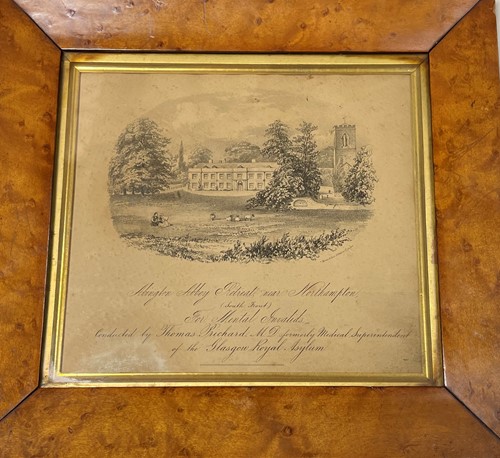 Abington Abbey Retreat, near Northampton,
(South Front)
For Mental Invalids,
Conducted by Thomas Prichard M.D. formerly Medical Superintendent
of the Glasgow Royal Asylum